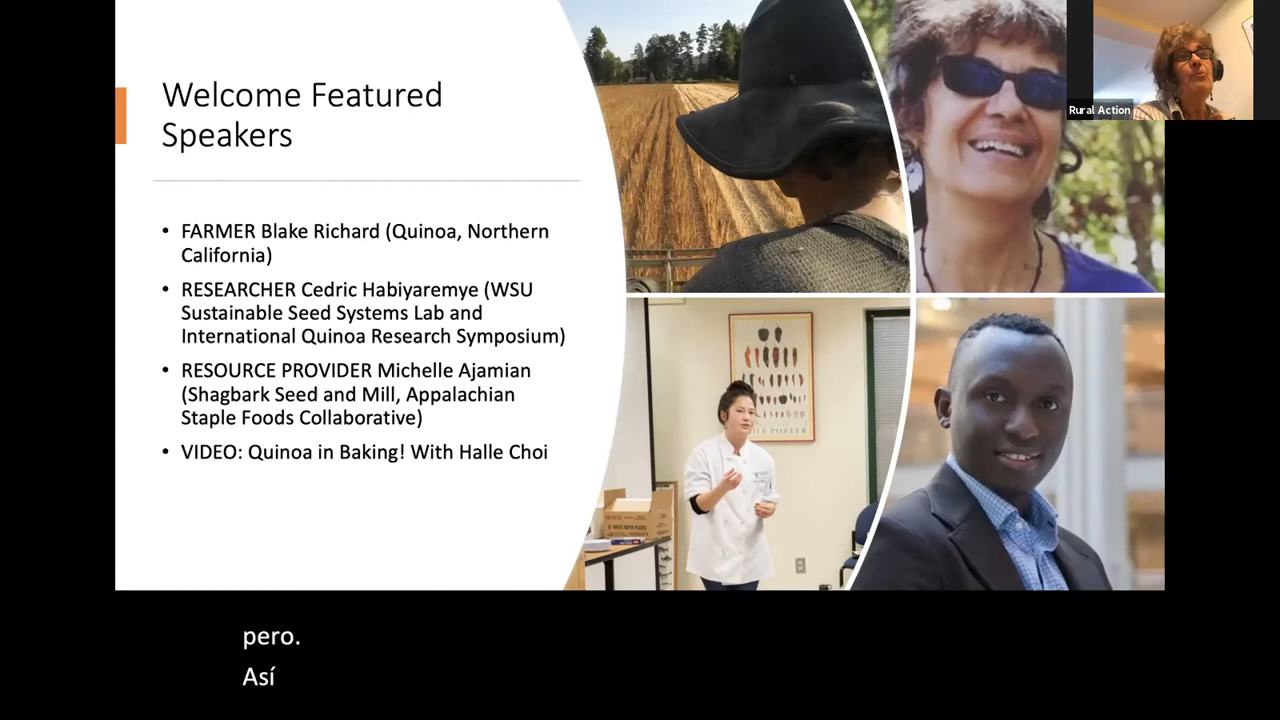 Welcome Featured
Speakers
• FARMER Blake Richard (Quinoa, Northern
California)
• RESEARCHER Cedric Habiyaremye (WSU
Sustainable Seed Systems Lab and
International Quinoa Research Symposium)
• RESOURCE PROVIDER Michelle Ajamian
(Shagbark Seed and Mill, Appalachian
Staple Foods Collaborative)
• VIDEO: Quinoa in Baking! With Halle Choi
Rural Action
pero.
Así